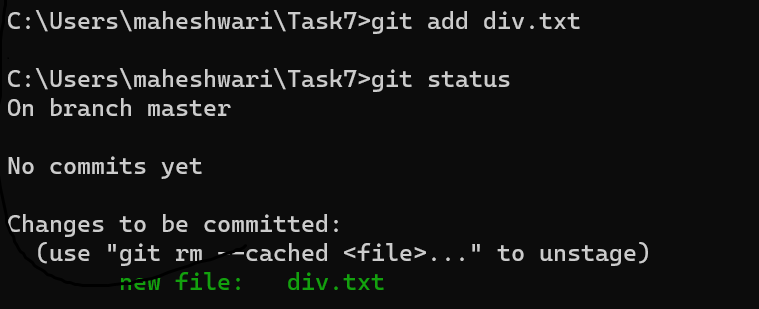 C:\Users\maheshwari\Task7>git add div.txt
C:\Users\maheshwari\Task7>git status
On branch master
No commits yet
Changes to be committed:
(use "git rm --cached <file>..." to unstage)
new file: div.txt